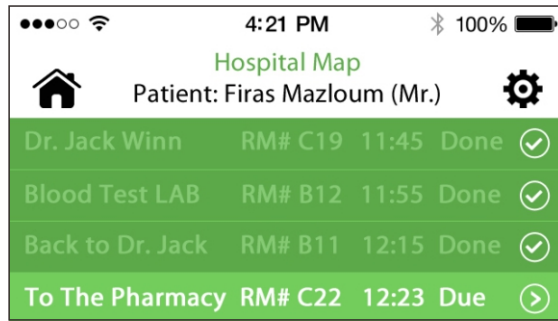 4:21 PM 100%
Hospital Map
Patient: Firas Mazloum (Mr.)
Dr. Jack Winn RM# C19 11:45 Done
Blood Test LAB RM# B12 11:55 Done
Back to Dr. Jack RM# B11 12:15 Done
To The Pharmacy RM# C22 12:23 Due